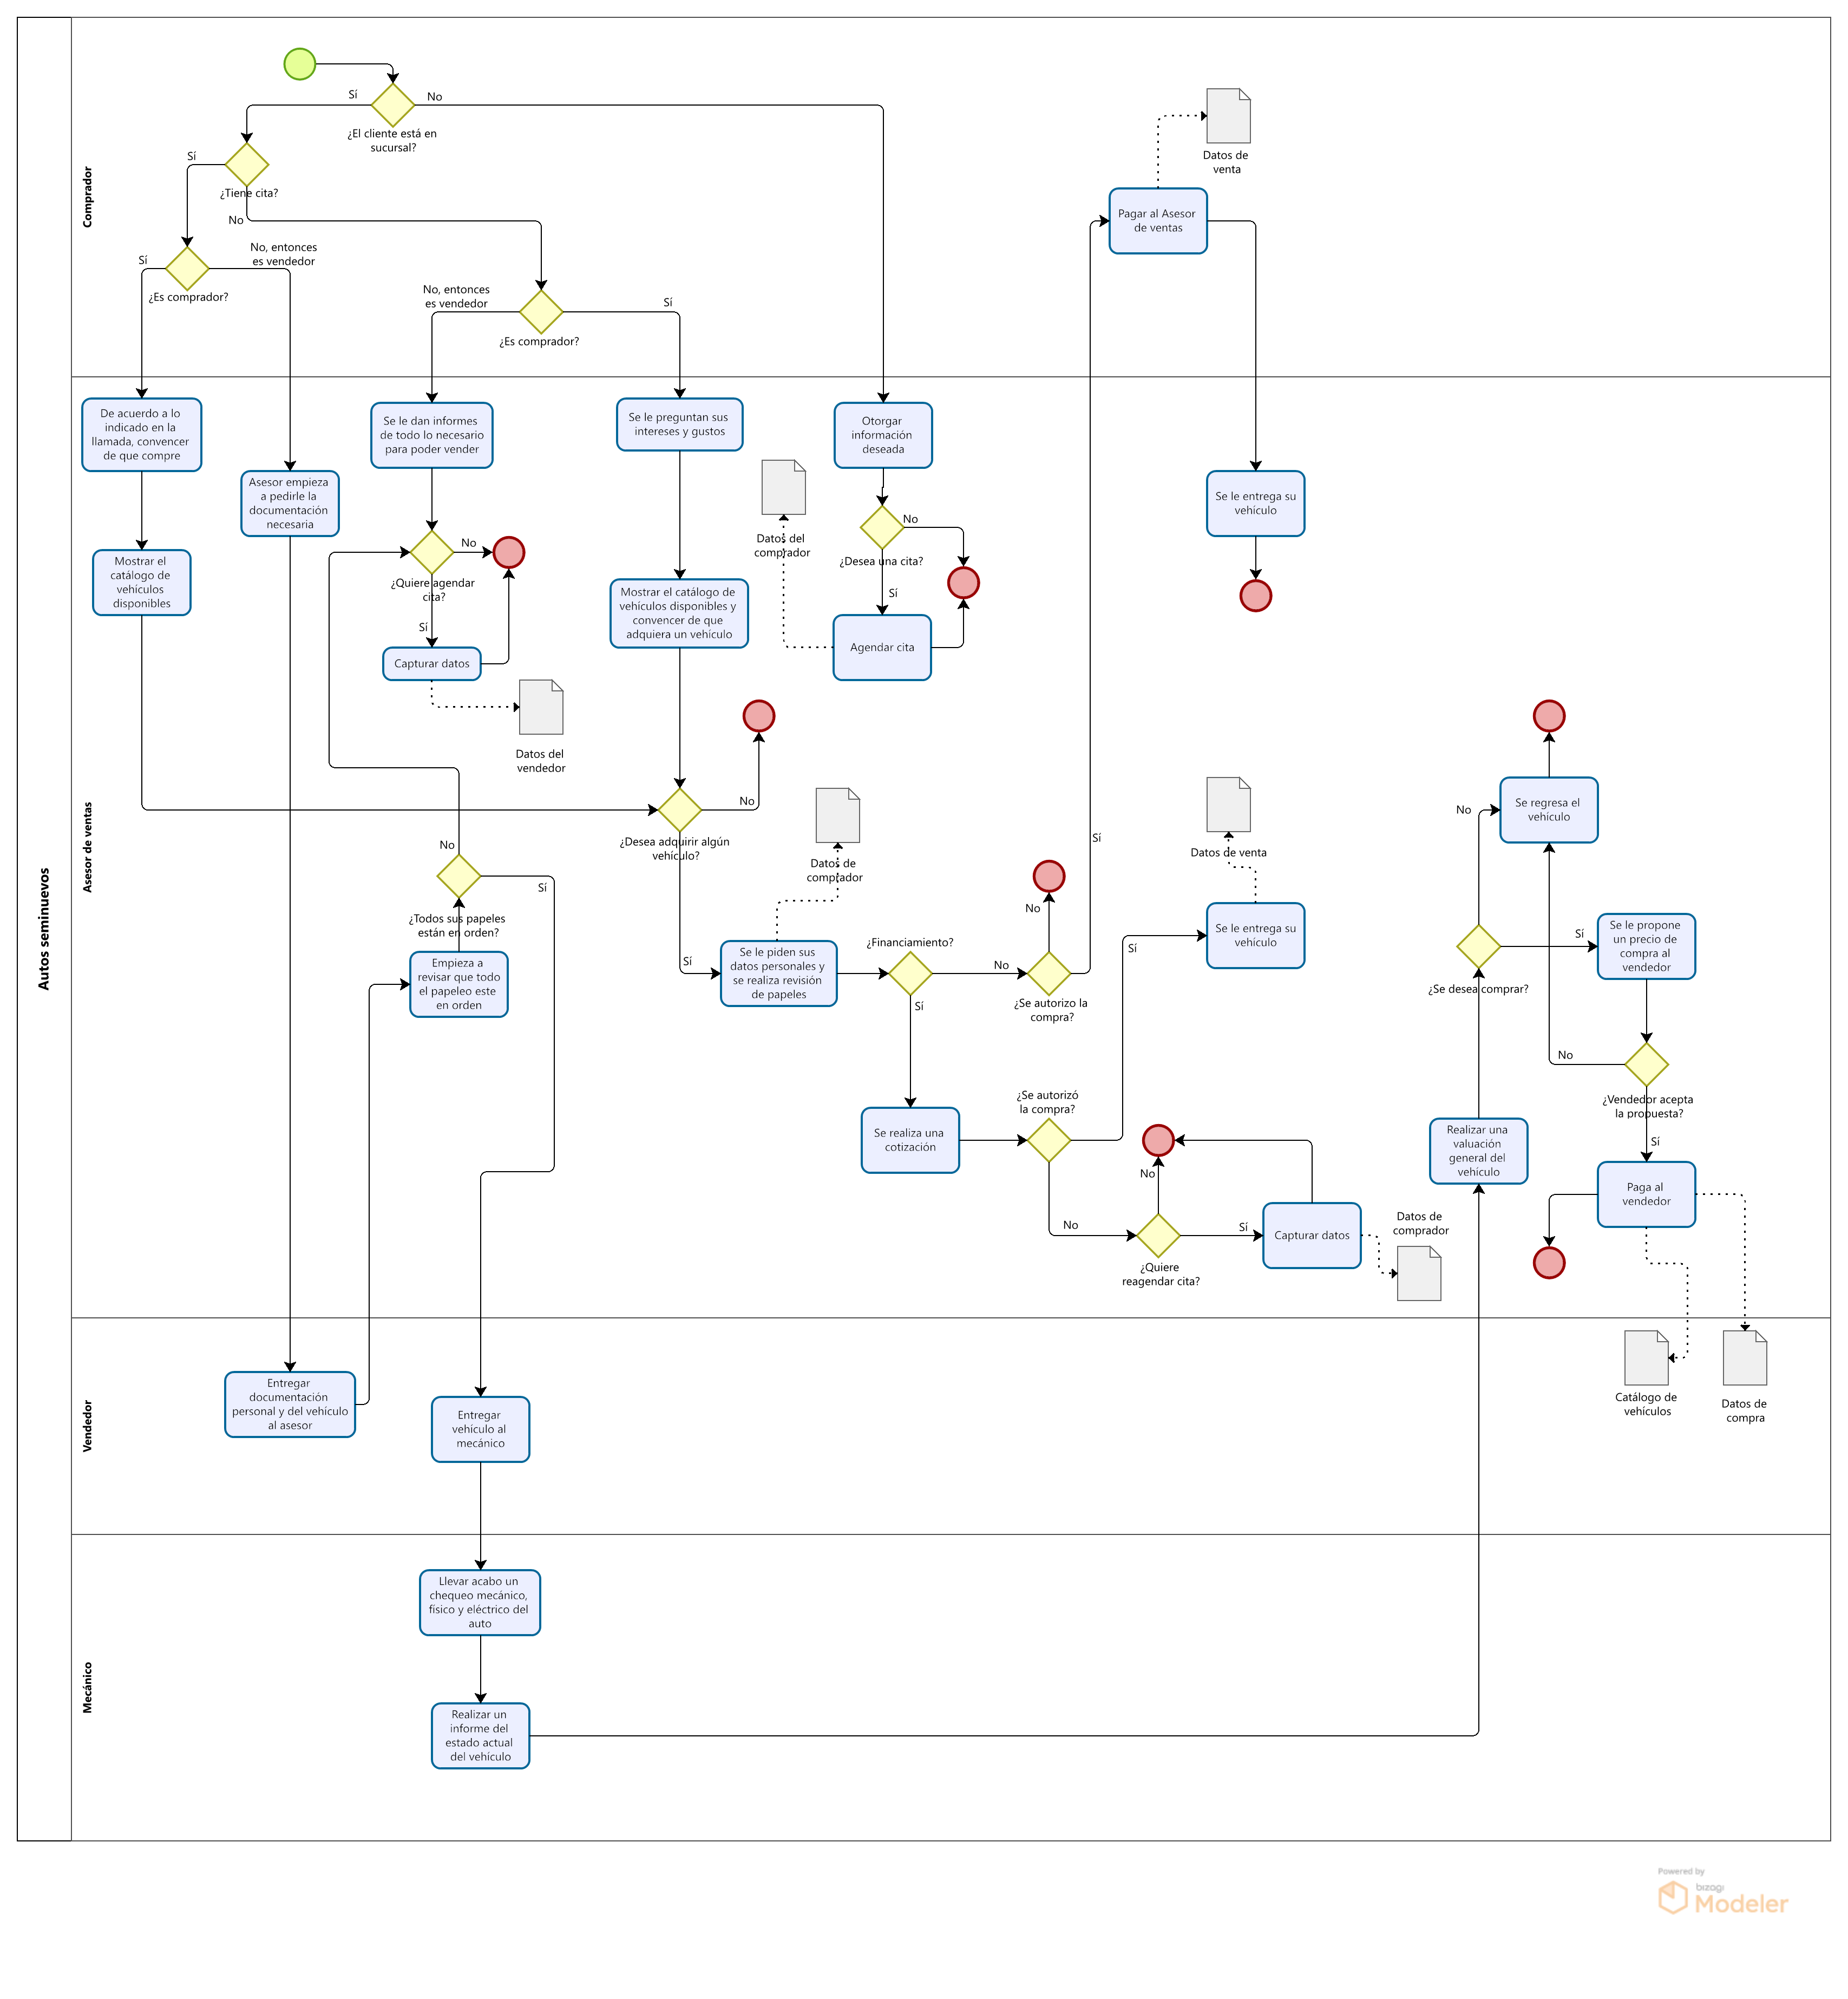 Autos seminuevos
Comprador
Sí
No
¿El cliente está en
sucursal?
Sí
¿Tiene cita?
No
Sí
No, entonces
es vendedor
¿Es comprador?
No, entonces
es vendedor
Sí
¿Es comprador?
Datos de
venta
Pagar al Asesor
de ventas
Asesor de ventas
De acuerdo a lo
indicado en la
llamada, convencer
de que compre
Asesor empieza
a pedirle la
documentación
necesaria
Mostrar el
catálogo de
vehículos
disponibles
Se le dan informes
de todo lo necesario
para poder vender
No
¿Quiere agendar
cita?
Sí
Capturar datos
Datos del
vendedor
Se le preguntan sus
intereses y gustos
Mostrar el catálogo de
vehículos disponibles y
convencer de que
adquiera un vehículo
Otorgar
información
deseada
Datos del
comprador
No
¿Desea una cita?
Sí
Agendar cita
Se le entrega su
vehículo
No
¿Desea adquirir algún
vehículo?
Sí
No
Sí
¿Todos sus papeles
están en orden?
Empieza a
revisar que todo
el papeleo este
en orden
Datos de
comprador
Se le piden sus
datos personales y
se realiza revisión
de papeles
¿Financiamiento?
No
Sí
No
Sí
¿Se autorizo la
compra?
Datos de venta
Se le entrega su
vehículo
Sí
Se realiza una
cotización
¿Se autorizó
la compra?
No
No
¿Quiere
reagendar cita?
Sí
Capturar datos
Datos de
comprador
Se regresa el
vehículo
No
Sí
¿Se desea comprar?
Se le propone
un precio de
compra al
vendedor
No
¿Vendedor acepta
la propuesta?
Sí
Realizar una
valuación
general del
vehículo
Paga al
vendedor
Vendedor
Entregar
documentación
personal y del vehículo
al asesor
Entregar
vehículo al
mecánico
Catálogo de
vehículos
Datos de
compra
Mecánico
Llevar acabo un
chequeo mecánico,
físico y eléctrico del
auto
Realizar un
informe del
estado actual
del vehículo
Powered by
bizagi
Modeler